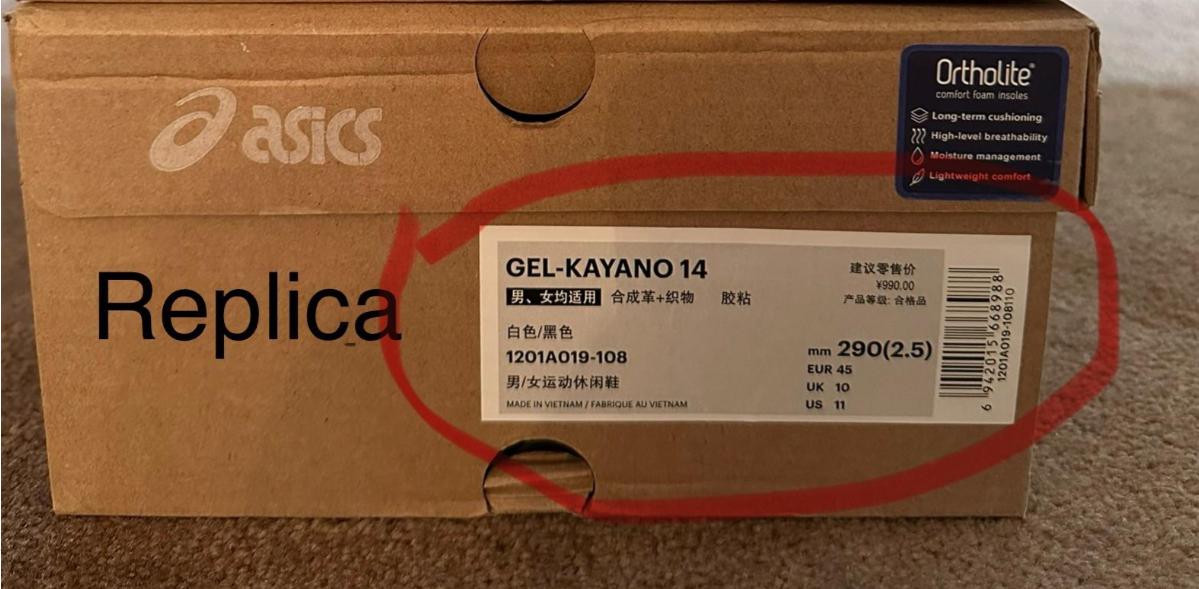 asics
Ortholite®
comfort foam insoles
Long-term cushioning
High-level breathability
Moisture management
Lightweight comfort
Replica
GEL-KAYANO 14
男、女均适用 合成革+织物 胶粘
白色/黑色
1201A019-108
男/女运动休闲鞋
MADE IN VIETNAM / FABRIQUE AU VIETNAM
建议零售价
¥990.00
产品等级: 合格品
mm 290(2.5)
EUR 45
UK 10
US 11
6 942015 668988
1201A019-108110